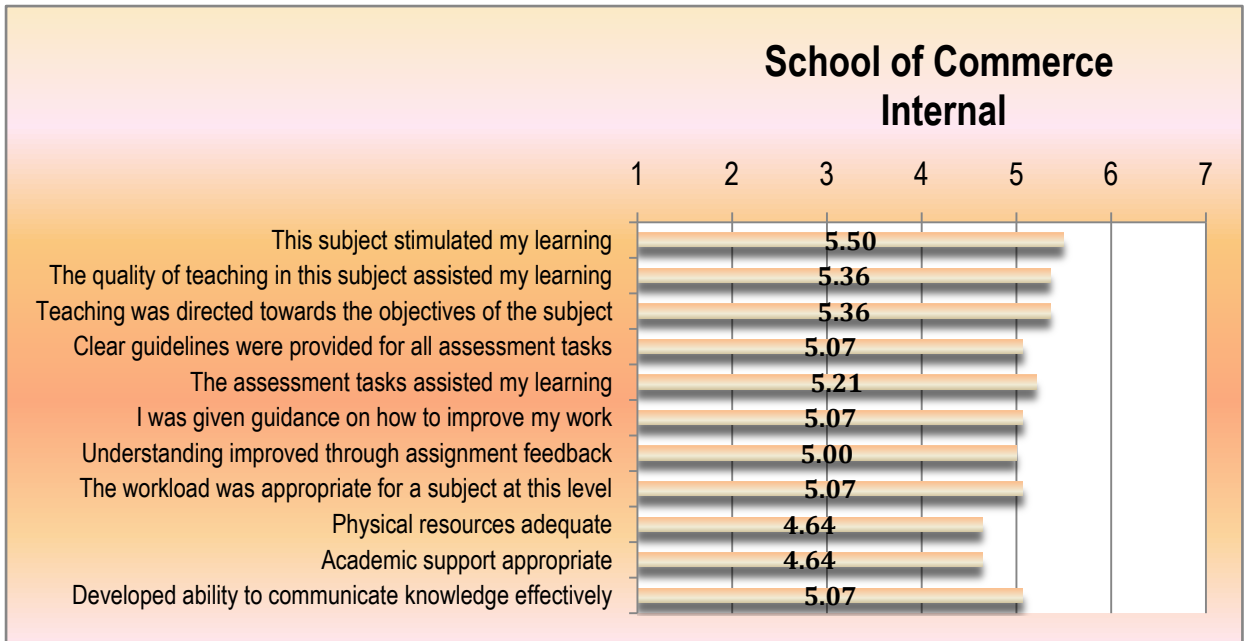 School of Commerce
Internal
1 2 3 4 5 6 7
This subject stimulated my learning 5.50
The quality of teaching in this subject assisted my learning 5.36
Teaching was directed towards the objectives of the subject 5.36
Clear guidelines were provided for all assessment tasks 5.07
The assessment tasks assisted my learning 5.21
I was given guidance on how to improve my work 5.07
Understanding improved through assignment feedback 5.00
The workload was appropriate for a subject at this level 5.07
Physical resources adequate 4.64
Academic support appropriate 4.64
Developed ability to communicate knowledge effectively 5.07